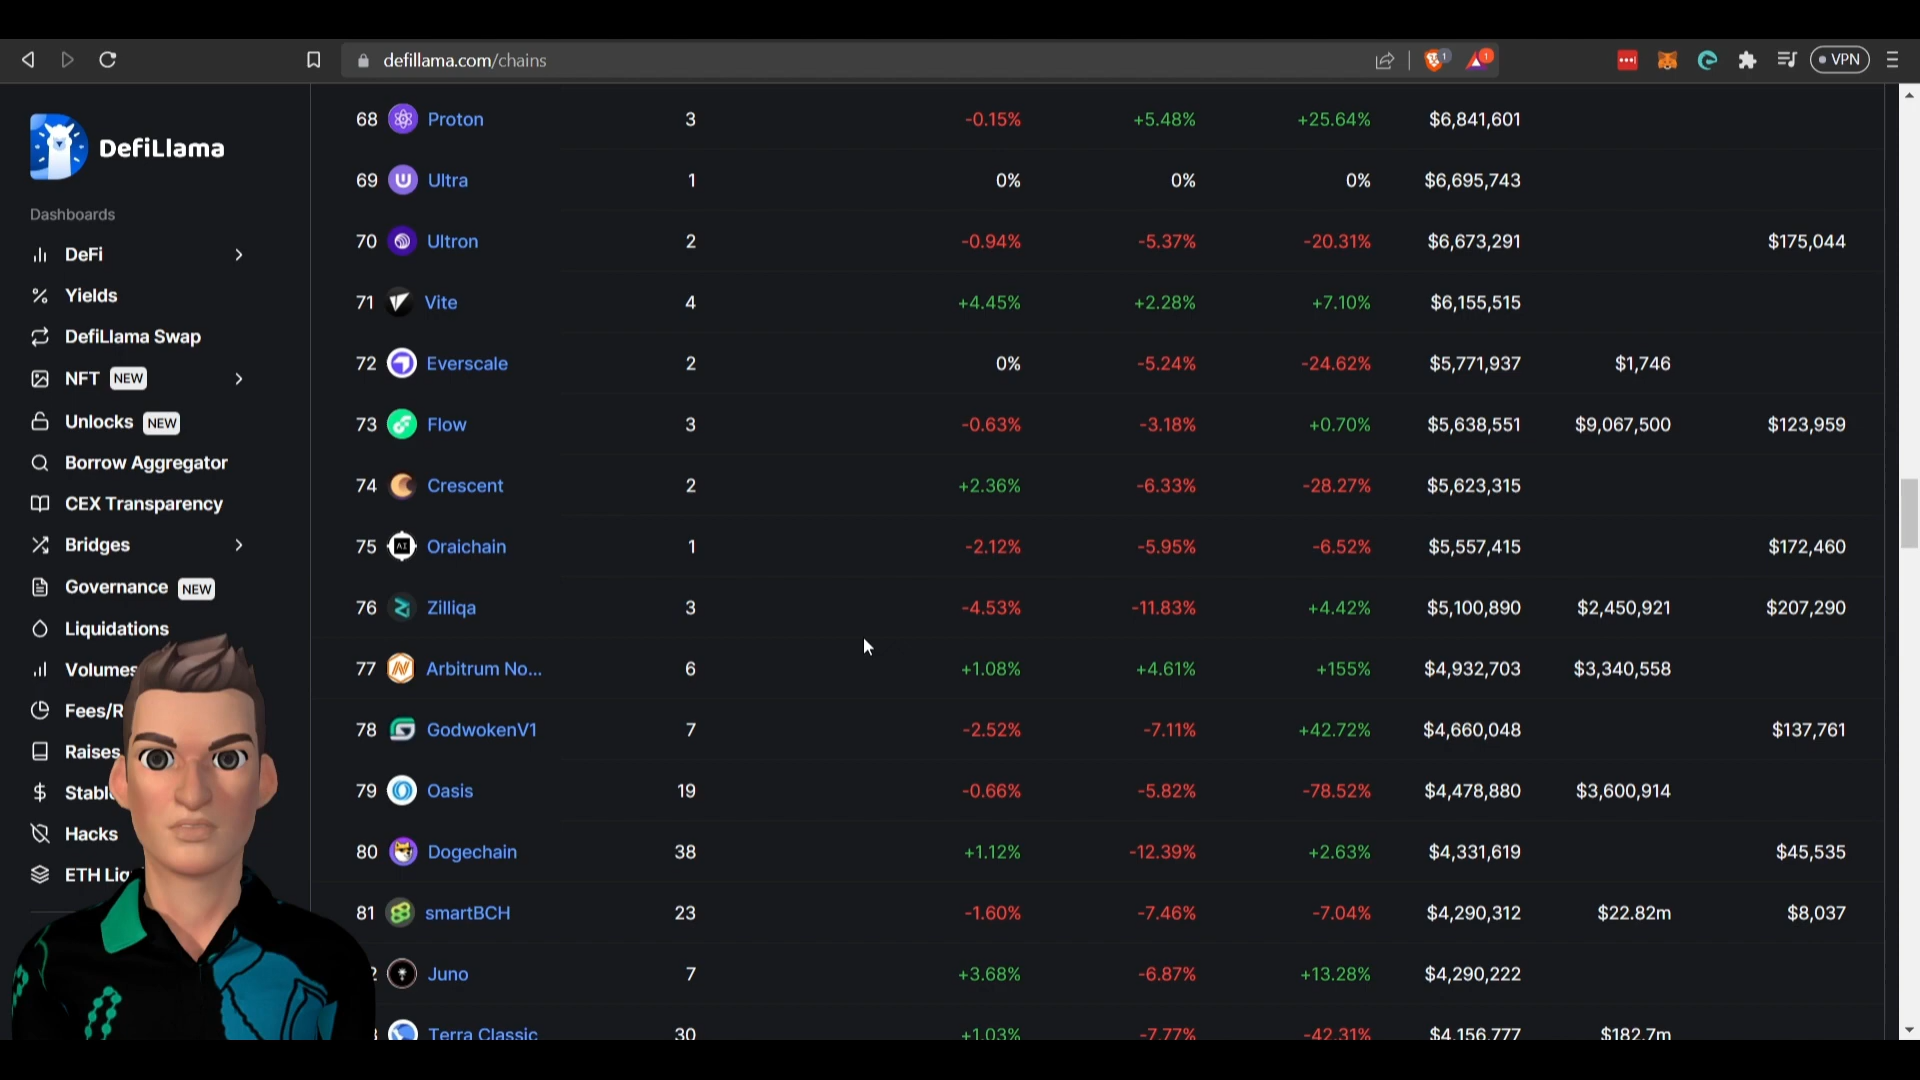 defillama.com/chains
1
1
VPN
DefiLlama
Dashboards
DeFi
Yields
DefiLlama Swap
NFT NEW
Unlocks NEW
Borrow Aggregator
CEX Transparency
Bridges
Governance NEW
Liquidations
Volumes
Fees/R
Raises
Stabl
Hacks
ETH Liq
68 Proton 3 -0.15% +5.48% +25.64% $6,841,601
69 Ultra 1 0% 0% 0% $6,695,743
70 Ultron 2 -0.94% -5.37% -20.31% $6,673,291 $175,044
71 Vite 4 +4.45% +2.28% +7.10% $6,155,515
72 Everscale 2 0% -5.24% -24.62% $5,771,937 $1,746
73 Flow 3 -0.63% -3.18% +0.70% $5,638,551 $9,067,500 $123,959
74 Crescent 2 +2.36% -6.33% -28.27% $5,623,315
75 AI Oraichain 1 -2.12% -5.95% -6.52% $5,557,415 $172,460
76 Zilliqa 3 -4.53% -11.83% +4.42% $5,100,890 $2,450,921 $207,290
77 Arbitrum No... 6 +1.08% +4.61% +155% $4,932,703 $3,340,558
78 GodwokenV1 7 -2.52% -7.11% +42.72% $4,660,048 $137,761
79 Oasis 19 -0.66% -5.82% -78.52% $4,478,880 $3,600,914
80 Dogechain 38 +1.12% -12.39% +2.63% $4,331,619 $45,535
81 smartBCH 23 -1.60% -7.46% -7.04% $4,290,312 $22.82m $8,037
2 Juno 7 +3.68% -6.87% +13.28% $4,290,222
Terra Classic 30 +1.03% -7.77% -42.31% $4,156,777 $182.7m